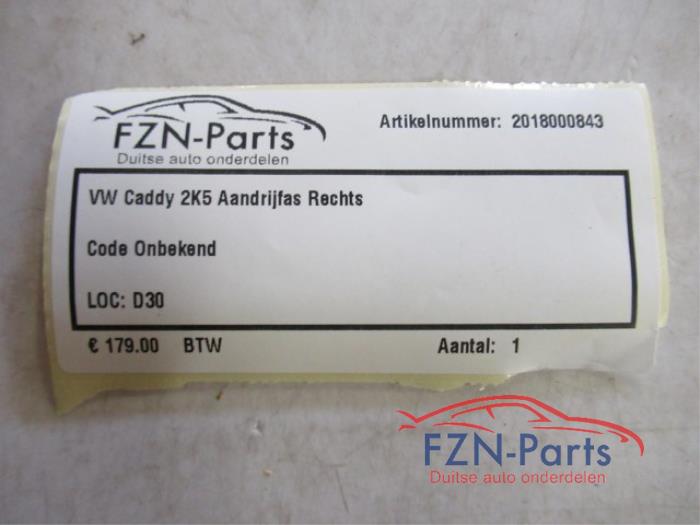 FZN-Parts
Duitse auto onderdelen
Artikelnummer: 2018000843
VW Caddy 2K5 Aandrijfas Rechts
Code Onbekend
LOC: D30
€ 179.00 BTW
Aantal: 1
FZN-Parts
Duitse auto onderdelen